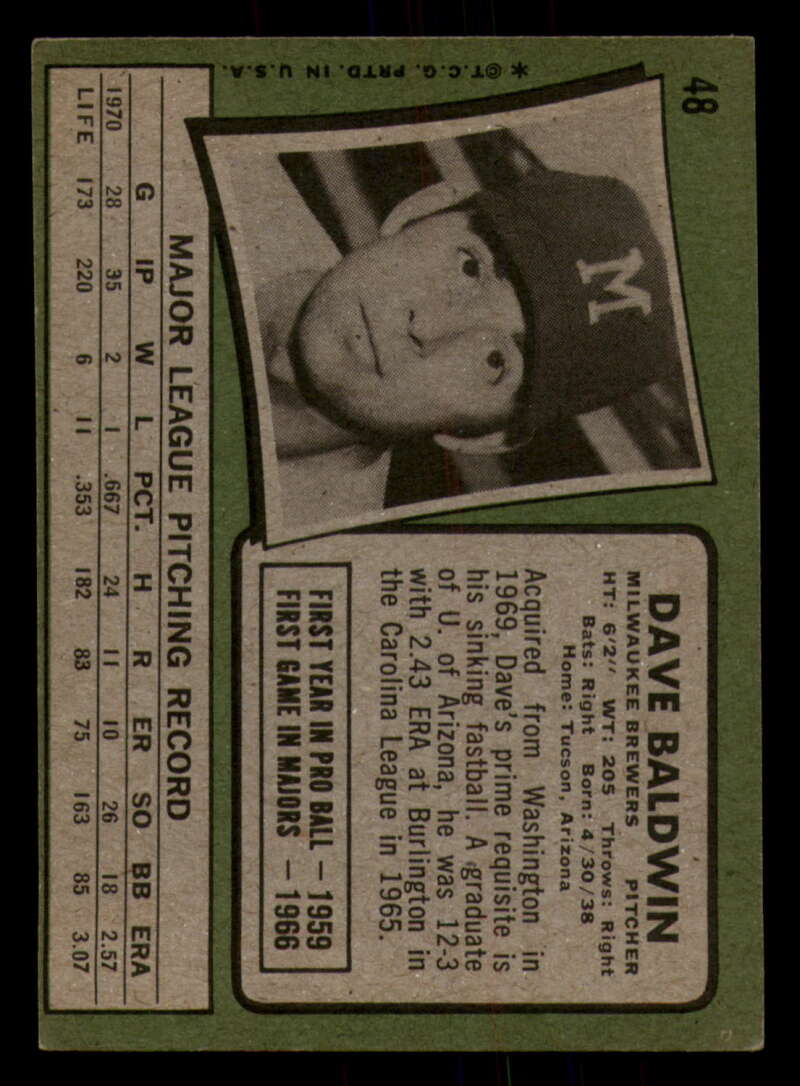 48
* © T.C.G. PRTD. IN U.S.A.
M
DAVE BALDWIN
MILWAUKEE BREWERS PITCHER
HT: 6'2" WT: 205 Throws: Right
Bats: Right Born: 4/30/38
Home: Tucson, Arizona
Acquired from Washington in
1969, Dave's prime requisite is
his sinking fastball. A graduate
of U. of Arizona, he was 12-3
with 2.43 ERA at Burlington in
the Carolina League in 1965.
FIRST YEAR IN PRO BALL — 1959
FIRST GAME IN MAJORS — 1966
MAJOR LEAGUE PITCHING RECORD
G IP W L PCT. H R ER SO BB ERA
1970 28 35 2 1 .667 24 11 10 26 18 2.57
LIFE 173 220 6 11 .353 182 83 75 163 85 3.07